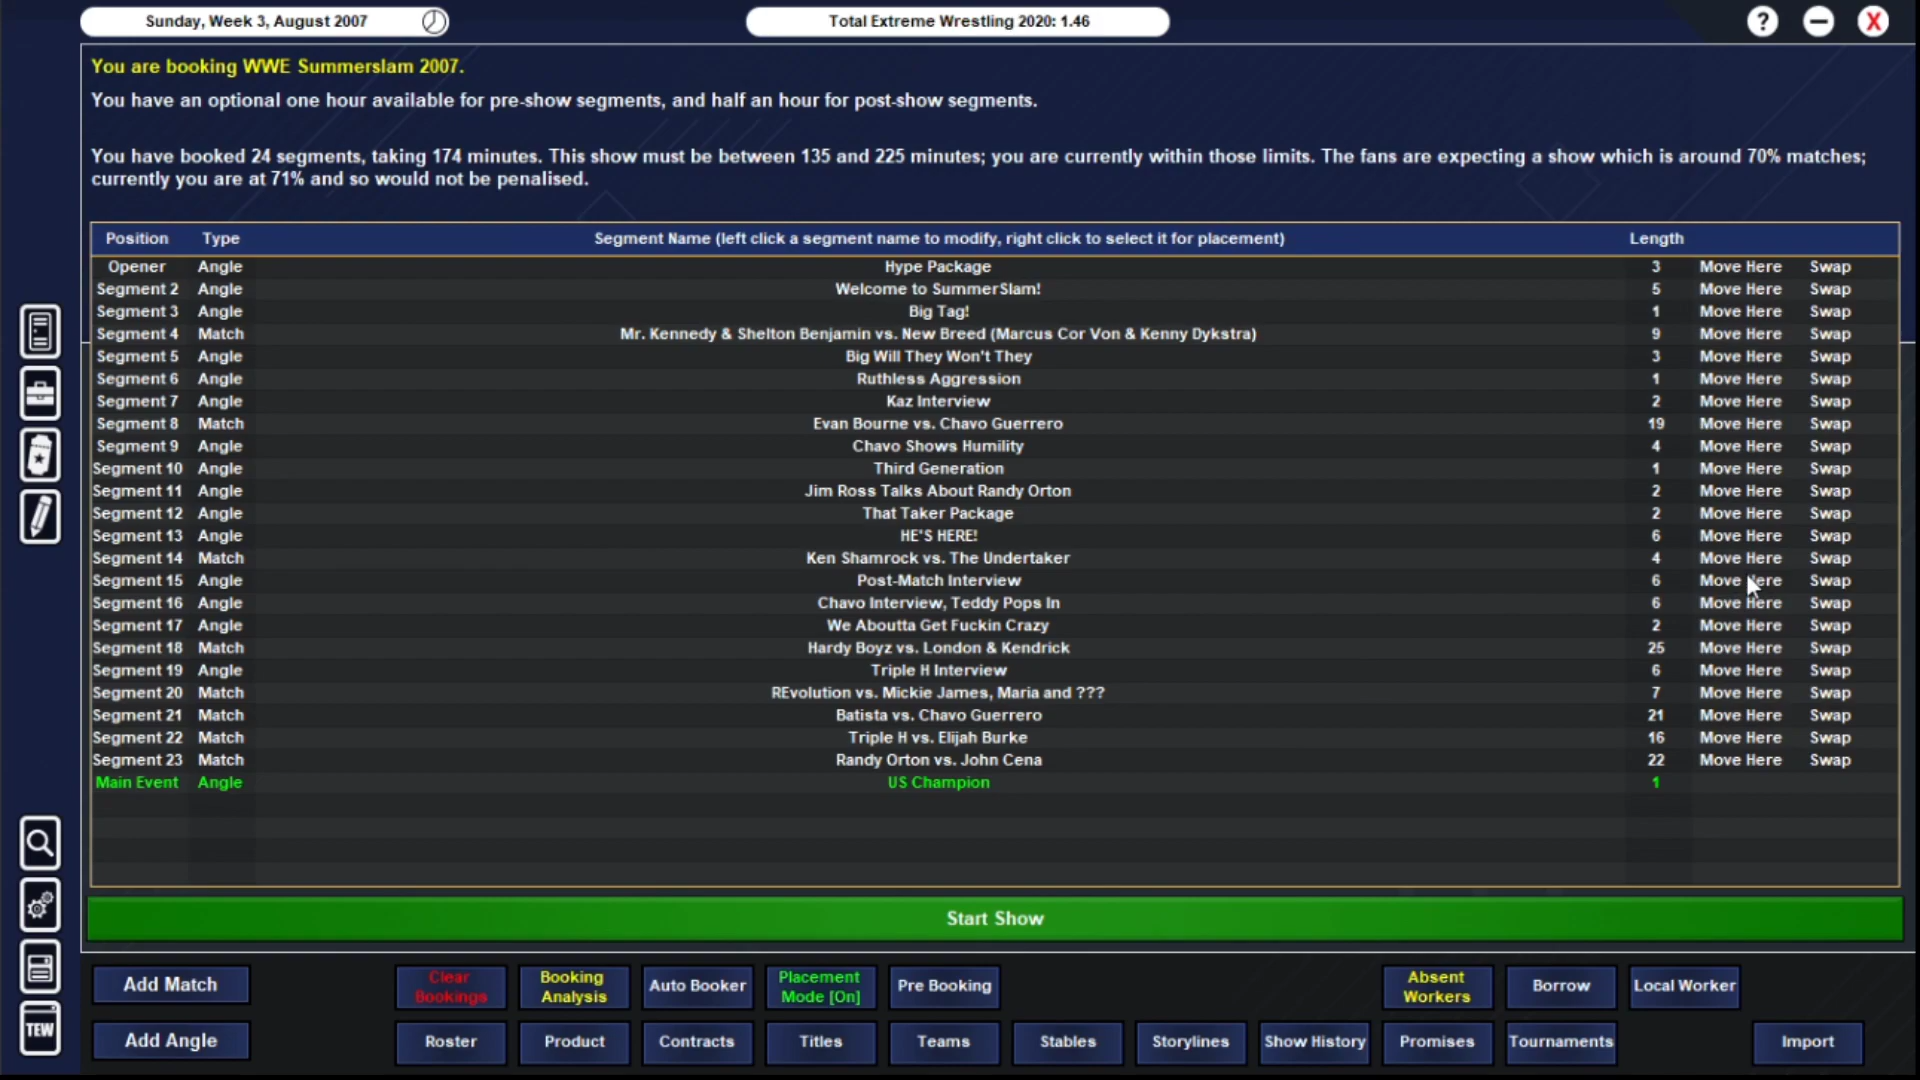 Sunday, Week 3, August 2007
Total Extreme Wrestling 2020: 1.46
? X
You are booking WWE Summerslam 2007.
You have an optional one hour available for pre-show segments, and half an hour for post-show segments.
You have booked 24 segments, taking 174 minutes. This show must be between 135 and 225 minutes; you are currently within those limits. The fans are expecting a show which is around 70% matches;
currently you are at 71% and so would not be penalised.
Position Type Segment Name (left click a segment name to modify, right click to select it for placement) Length
Opener Angle Hype Package 3 Move Here Swap
Segment 2 Angle Welcome to SummerSlam! 5 Move Here Swap
Segment 3 Angle Big Tag! 1 Move Here Swap
Segment 4 Match Mr. Kennedy & Shelton Benjamin vs. New Breed (Marcus Cor Von & Kenny Dykstra) 9 Move Here Swap
Segment 5 Angle Big Will They Won't They 3 Move Here Swap
Segment 6 Angle Ruthless Aggression 1 Move Here Swap
Segment 7 Angle Kaz Interview 2 Move Here Swap
Segment 8 Match Evan Bourne vs. Chavo Guerrero 19 Move Here Swap
Segment 9 Angle Chavo Shows Humility 4 Move Here Swap
Segment 10 Angle Third Generation 1 Move Here Swap
Segment 11 Angle Jim Ross Talks About Randy Orton 2 Move Here Swap
Segment 12 Angle That Taker Package 2 Move Here Swap
Segment 13 Angle HE'S HERE! 6 Move Here Swap
Segment 14 Match Ken Shamrock vs. The Undertaker 4 Move Here Swap
Segment 15 Angle Post-Match Interview 6 Move Here Swap
Segment 16 Angle Chavo Interview, Teddy Pops In 6 Move Here Swap
Segment 17 Angle We Aboutta Get Fuckin Crazy 2 Move Here Swap
Segment 18 Match Hardy Boyz vs. London & Kendrick 25 Move Here Swap
Segment 19 Angle Triple H Interview 6 Move Here Swap
Segment 20 Match REvolution vs. Mickie James, Maria and ??? 7 Move Here Swap
Segment 21 Match Batista vs. Chavo Guerrero 21 Move Here Swap
Segment 22 Match Triple H vs. Elijah Burke 16 Move Here Swap
Segment 23 Match Randy Orton vs. John Cena 22 Move Here Swap
Main Event Angle US Champion 1
Start Show
Add Match
Clear Bookings
Booking Analysis
Auto Booker
Placement Mode [On]
Pre Booking
Absent Workers
Borrow
Local Worker
TEW
Add Angle
Roster
Product
Contracts
Titles
Teams
Stables
Storylines
Show History
Promises
Tournaments
Import